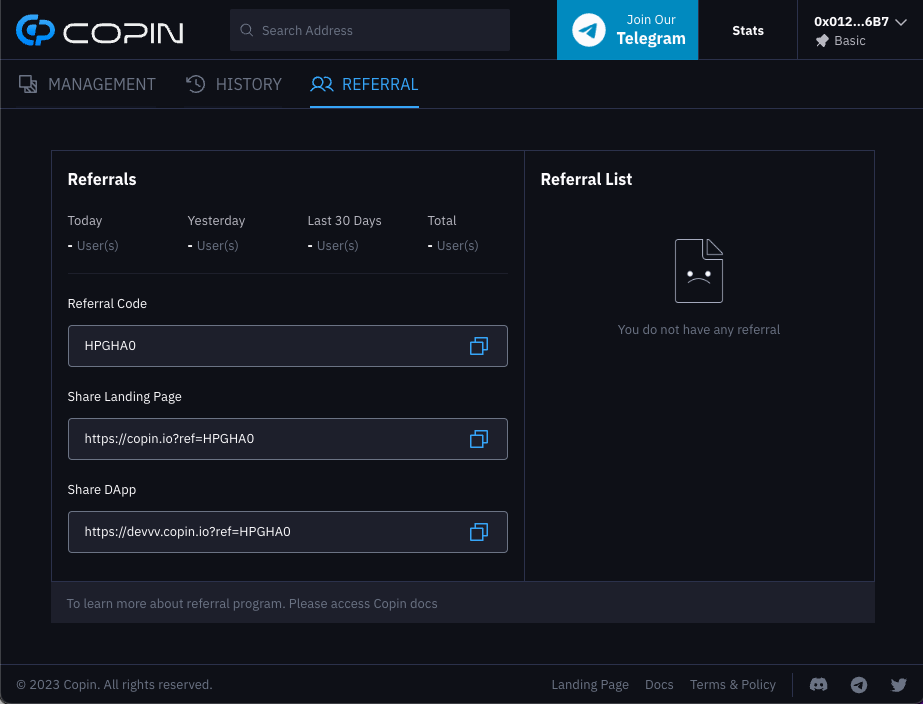 COPIN
Search Address
Join Our
Telegram
Stats
0x012...6B7
Basic
MANAGEMENT
HISTORY
REFERRAL
Referrals
Today
Yesterday
Last 30 Days
Total
- User(s)
- User(s)
- User(s)
- User(s)
Referral Code
HPGHA0
Share Landing Page
https://copin.io?ref=HPGHA0
Share DApp
https://devvv.copin.io?ref=HPGHA0
Referral List
You do not have any referral
To learn more about referral program. Please access Copin docs
© 2023 Copin. All rights reserved.
Landing Page
Docs
Terms & Policy